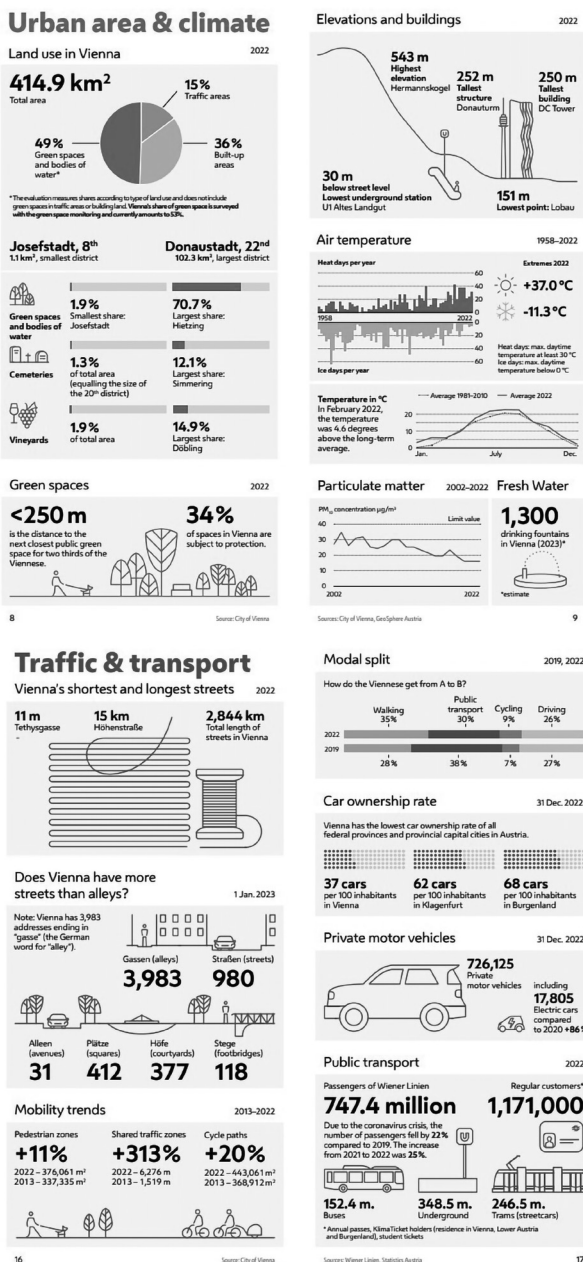 Urban area & climate
Land use in Vienna
2022
414.9 km²
Total area
15%
Traffic areas
49%
Green spaces
and bodies of
water*
36%
Built-up
areas
* The evaluation measures shares according to type of land use and does not include
green spaces in traffic areas or building land. Vienna's share of green space is surveyed
with the green space monitoring and currently amounts to 53%.
Josefstadt, 8th
1.1 km², smallest district
Donaustadt, 22nd
102.3 km², largest district
Green spaces
and bodies of
water
1.9%
Smallest share:
Josefstadt
70.7%
Largest share:
Hietzing
Cemeteries
1.3%
of total area
(equalling the size of
the 20th district)
12.1%
Largest share:
Simmering
Vineyards
1.9%
of total area
14.9%
Largest share:
Döbling
Green spaces
2022
<250 m
is the distance to the
next closest public green
space for two thirds of the
Viennese.
34%
of spaces in Vienna are
subject to protection.
8
Source: City of Vienna
Elevations and buildings
2022
543 m
Highest
elevation
Hermannskogel
252 m
Tallest
structure
Donauturm
250 m
Tallest
building
DC Tower
U
30 m
below street level
Lowest underground station
U1 Altes Landgut
151 m
Lowest point: Lobau
Air temperature
1958–2022
Heat days per year
60
40
20
0
1958
2022
0
20
40
60
Ice days per year
Extremes 2022
+37.0 °C
-11.3 °C
Heat days: max. daytime
temperature at least 30 °C
Ice days: max. daytime
temperature below 0 °C
Temperature in °C
In February 2022,
the temperature
was 4.6 degrees
above the long-term
average.
Average 1981–2010
Average 2022
20
10
0
Jan.
July
Dec.
Particulate matter
2002–2022
PM10 concentration µg/m³
Limit value
40
30
20
10
0
2002
2022
Fresh Water
1,300
drinking fountains
in Vienna (2023)*
*estimate
Sources: City of Vienna, GeoSphere Austria
9
Traffic & transport
Vienna's shortest and longest streets
2022
11 m
Tethysgasse
15 km
Höhenstraße
2,844 km
Total length of
streets in Vienna
Does Vienna have more
streets than alleys?
1 Jan. 2023
Note: Vienna has 3,983
addresses ending in
"gasse" (the German
word for "alley").
Gassen (alleys)
3,983
Straßen (streets)
980
Alleen
(avenues)
31
Plätze
(squares)
412
Höfe
(courtyards)
377
Stege
(footbridges)
118
Mobility trends
2013–2022
Pedestrian zones
+11%
2022 – 376,061 m²
2013 – 337,335 m²
Shared traffic zones
+313%
2022 – 6,276 m
2013 – 1,519 m
Cycle paths
+20%
2022 – 443,061 m²
2013 – 368,912 m²
16
Source: City of Vienna
Modal split
2019, 2022
How do the Viennese get from A to B?
Walking
35%
Public
transport
30%
Cycling
9%
Driving
26%
2022
2019
28%
38%
7%
27%
Car ownership rate
31 Dec. 2022
Vienna has the lowest car ownership rate of all
federal provinces and provincial capital cities in Austria.
37 cars
per 100 inhabitants
in Vienna
62 cars
per 100 inhabitants
in Klagenfurt
68 cars
per 100 inhabitants
in Burgenland
Private motor vehicles
31 Dec. 2022
726,125
Private
motor vehicles
including
17,805
Electric cars
compared
to 2020 +86%
Public transport
2022
Passengers of Wiener Linien
747.4 million
Due to the coronavirus crisis, the
number of passengers fell by 22%
compared to 2019. The increase
from 2021 to 2022 was 25%.
Regular customers*
1,171,000
U
152.4 m.
Buses
348.5 m.
Underground
246.5 m.
Trams (streetcars)
* Annual passes, KlimaTicket holders (residence in Vienna, Lower Austria
and Burgenland), student tickets
Sources: Wiener Linien, Statistics Austria
17